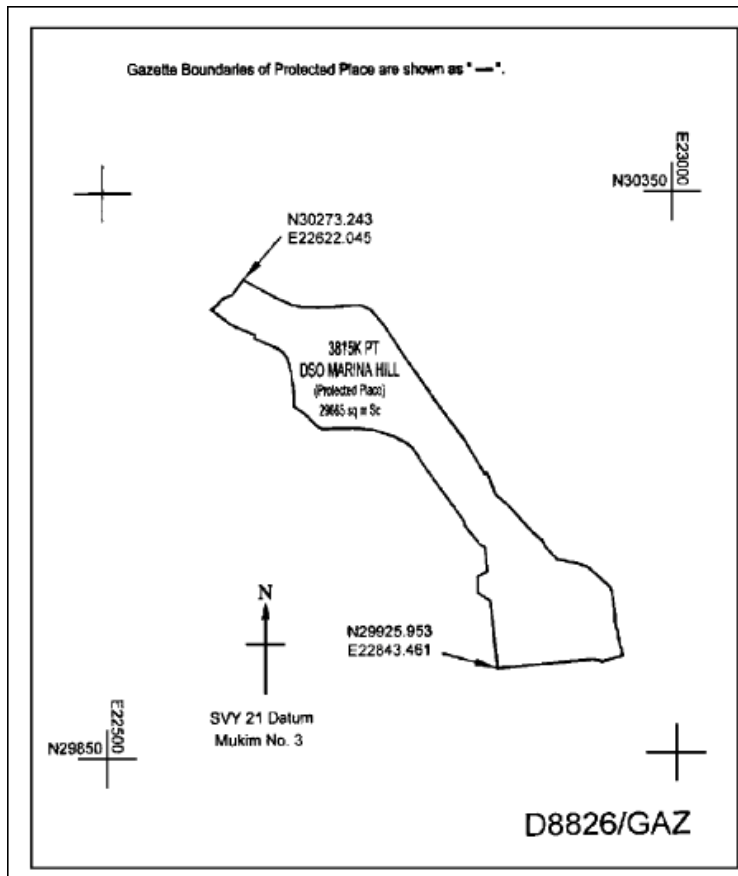 Gazette Boundaries of Protected Place are shown as " — ".
E23000
N30350
N30273.243
E22622.045
3815K PT
DSO MARINA HILL
(Protected Place)
29665 sq m Sc
N
N29925.953
E22843.461
SVY 21 Datum
Mukim No. 3
E22500
N29850
D8826/GAZ